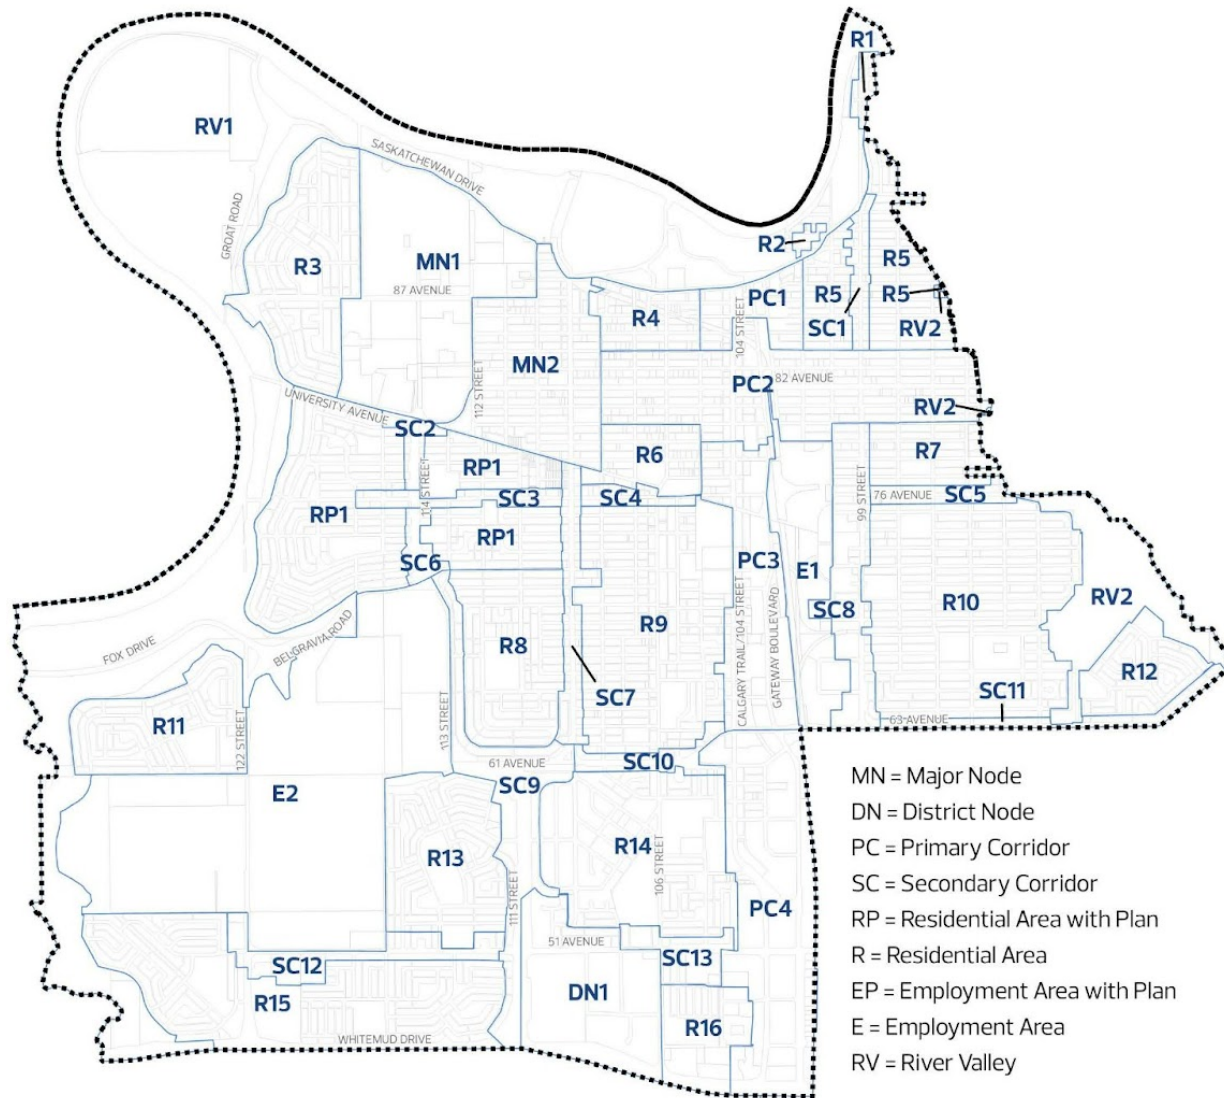 R1
RV1
SASKATCHEWAN DRIVE
GROAT ROAD
R2
R3
MN1
R5
87 AVENUE
PC1
R5
R5
R4
SC1
RV2
104 STREET
MN2
112 STREET
PC2
82 AVENUE
UNIVERSITY AVENUE
RV2
SC2
R6
R7
RP1
114 STREET
99 STREET
SC3
SC4
76 AVENUE
SC5
RP1
RP1
SC6
PC3
E1
RV2
SC8
R10
R9
CALGARY TRAIL/104 STREET
GATEWAY BOULEVARD
BELGRAVIA ROAD
FOX DRIVE
R8
R12
SC7
SC11
R11
122 STREET
113 STREET
63 AVENUE
61 AVENUE
SC10
SC9
E2
R14
R13
106 STREET
111 STREET
PC4
51 AVENUE
SC13
SC12
DN1
R15
R16
WHITEMUD DRIVE
MN = Major Node
DN = District Node
PC = Primary Corridor
SC = Secondary Corridor
RP = Residential Area with Plan
R = Residential Area
EP = Employment Area with Plan
E = Employment Area
RV = River Valley